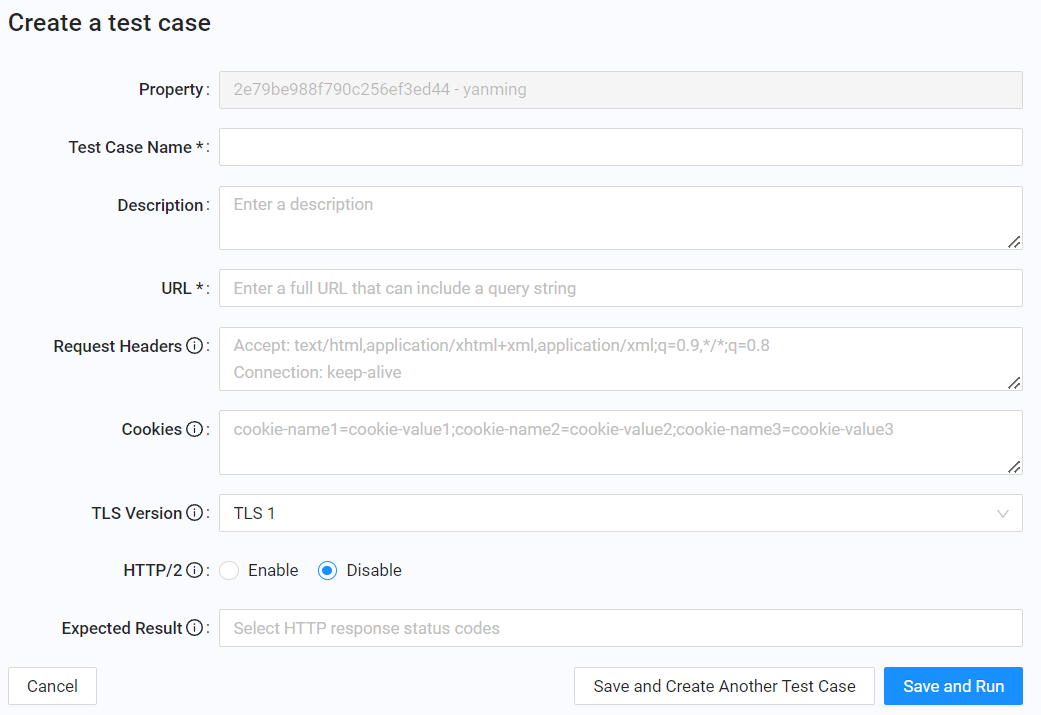 Create a test case
Property: 2e79be988f790c256ef3ed44 - yanming
Test Case Name *:
Description: Enter a description
URL *: Enter a full URL that can include a query string
Request Headers : Accept: text/html,application/xhtml+xml,application/xml;q=0.9,*/*;q=0.8
Connection: keep-alive
Cookies : cookie-name1=cookie-value1;cookie-name2=cookie-value2;cookie-name3=cookie-value3
TLS Version : TLS 1
HTTP/2 : Enable Disable
Expected Result : Select HTTP response status codes
Cancel Save and Create Another Test Case Save and Run